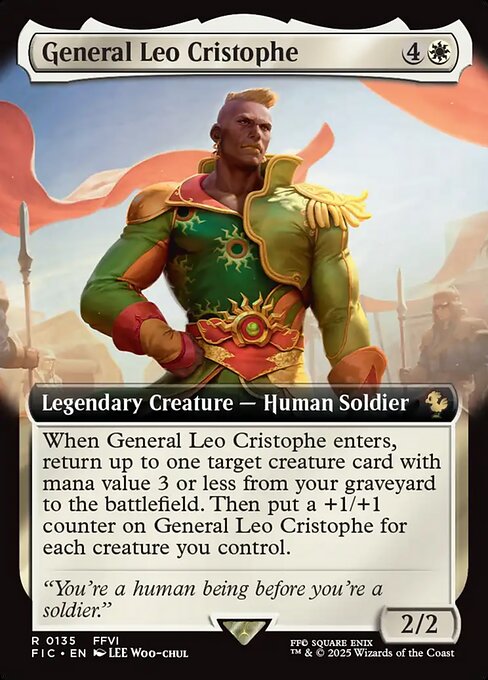 General Leo Cristophe 4
Legendary Creature — Human Soldier
When General Leo Cristophe enters,
return up to one target creature card with
mana value 3 or less from your graveyard
to the battlefield. Then put a +1/+1
counter on General Leo Cristophe for
each creature you control.
“You’re a human being before you’re a
soldier.”
2/2
R 0135 FFVI
FIC • EN LEE WOO-CHUL
FF© SQUARE ENIX
™ & © 2025 Wizards of the Coast